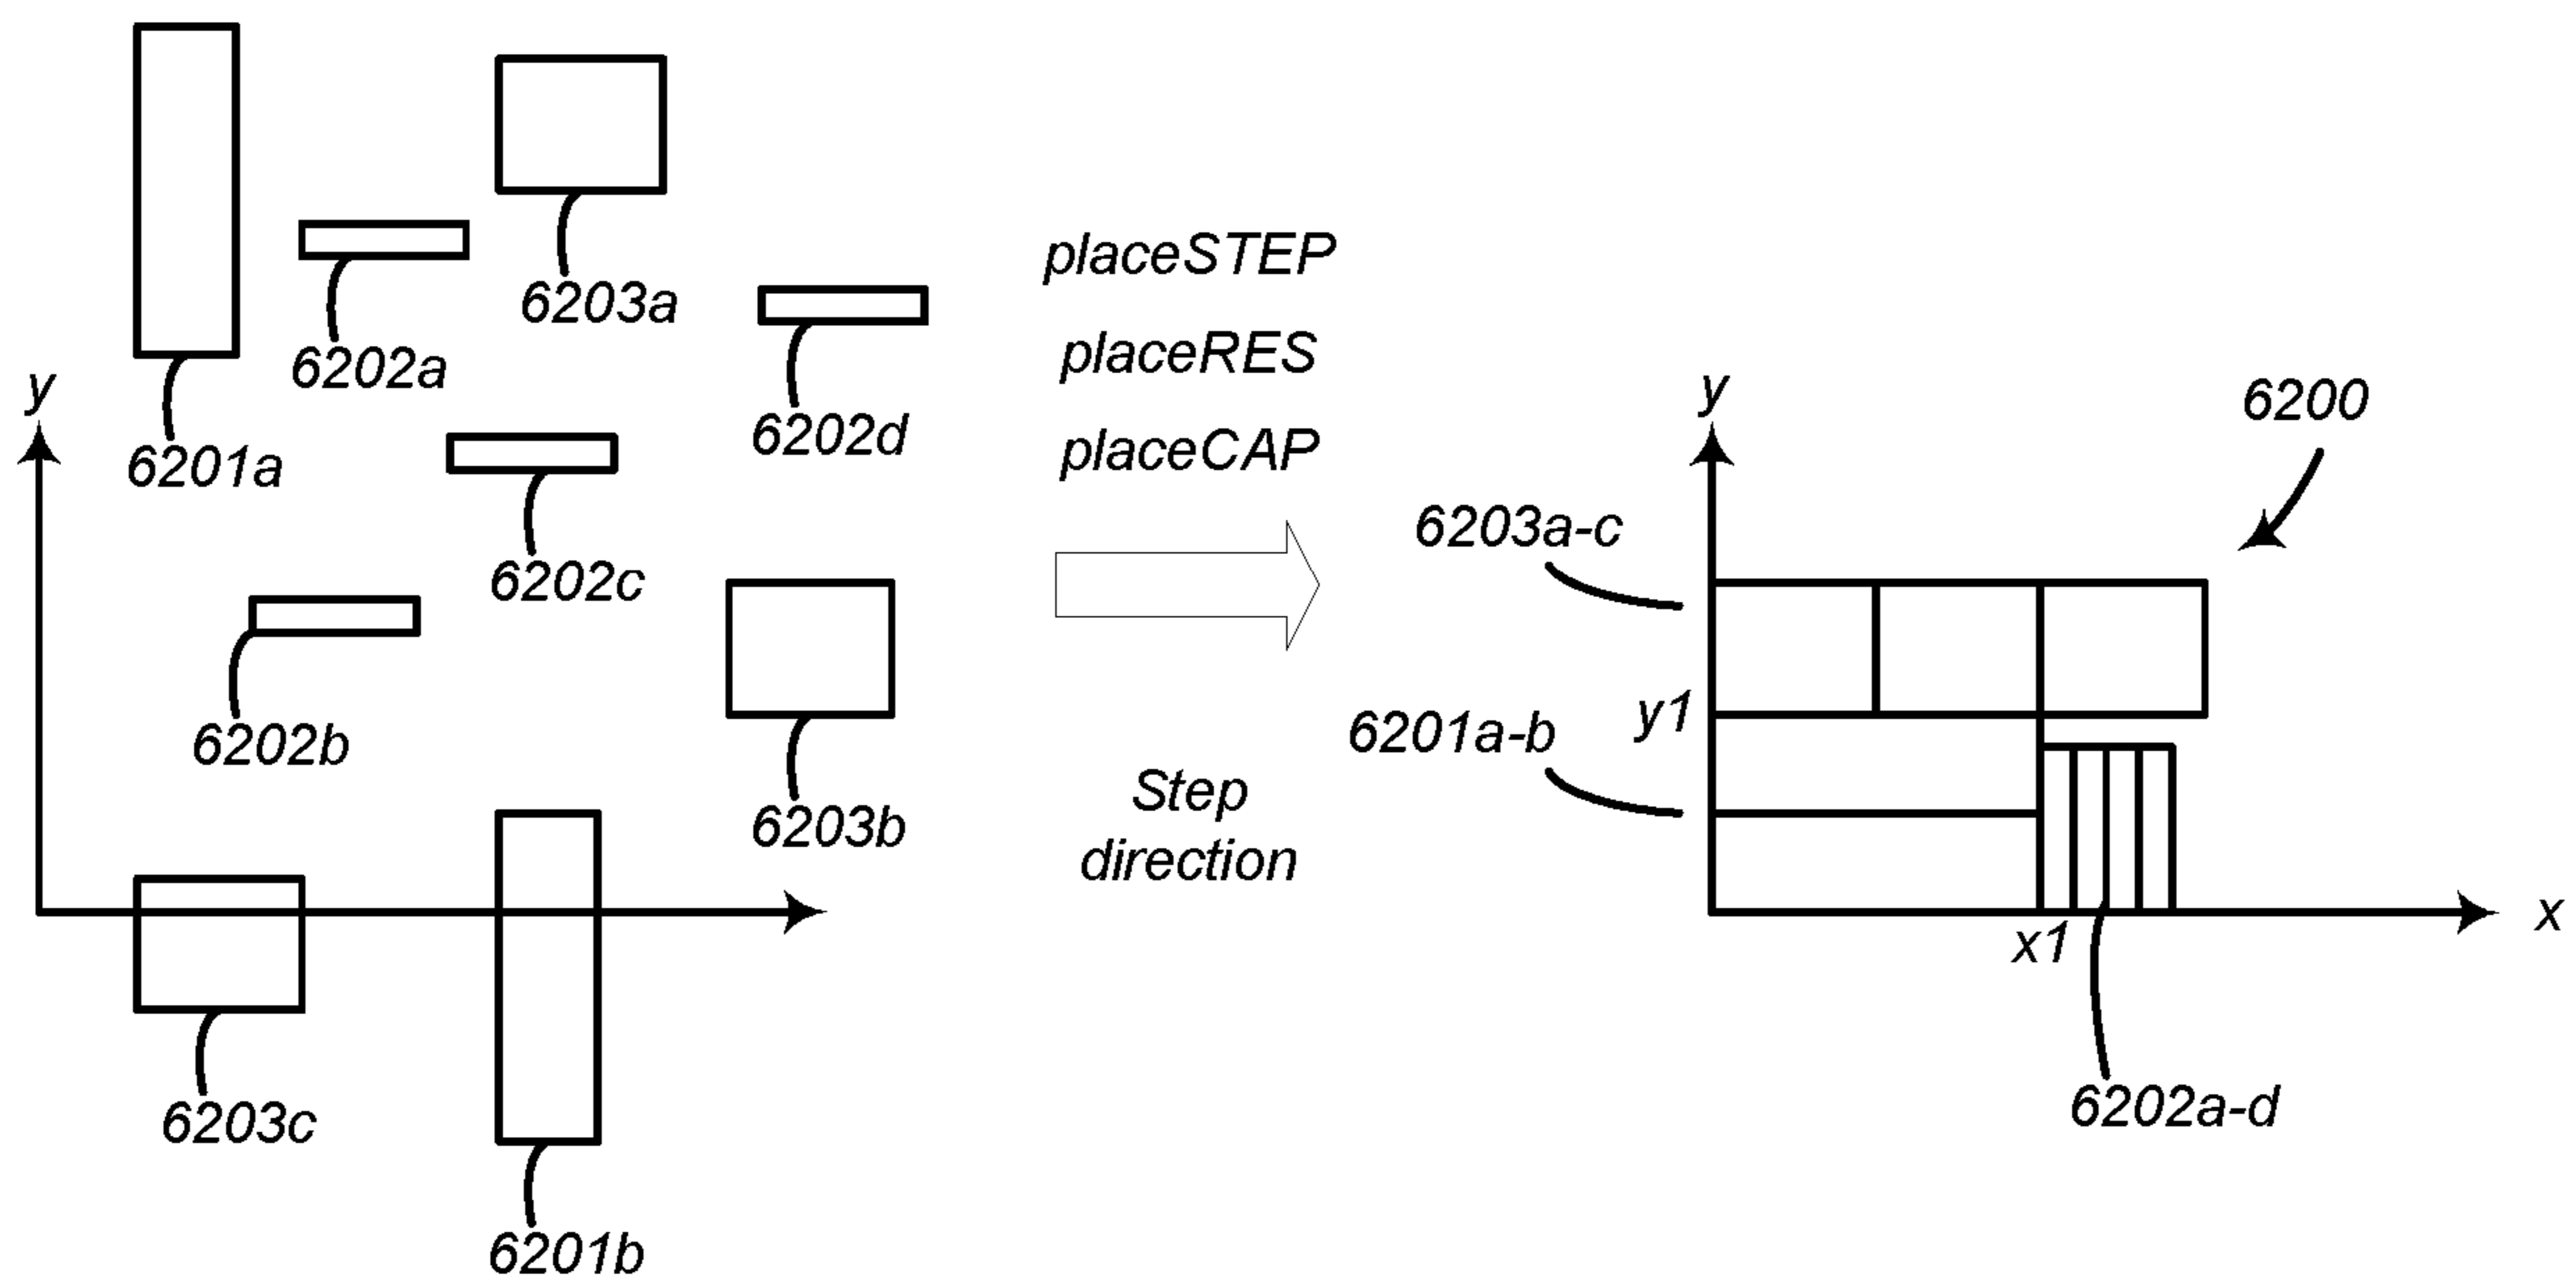 6203a
6202a
6202d
y
6201a
6202c
6202b
6203b
6203c
6201b
placeSTEP
placeRES
placeCAP
Step
direction
y
6200
6203a-c
y1
6201a-b
x
x1
6202a-d